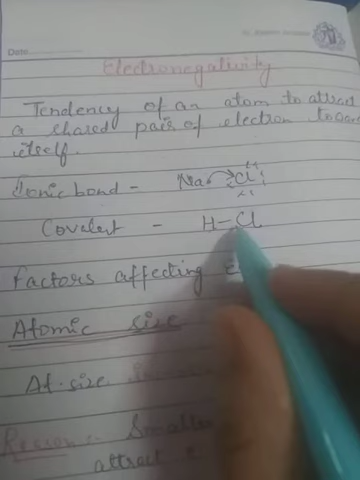 Date
Electronegativity
Tendency of an atom to attract
a shared pair of electron
itself.
Ionic bond - Na Cl
Covalent - H-Cl
Factors affecting
Atomic size
At. size
Reason :- Smaller
attract